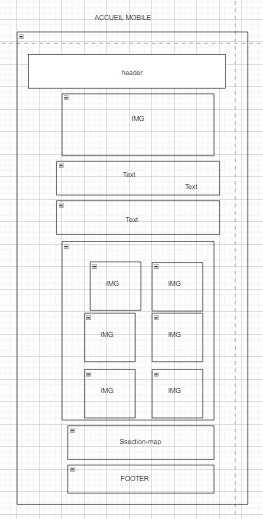 ACCUEIL MOBILE
header
IMG
Text
Text
Text
IMG IMG
IMG IMG
IMG IMG
Ssection-map
FOOTER